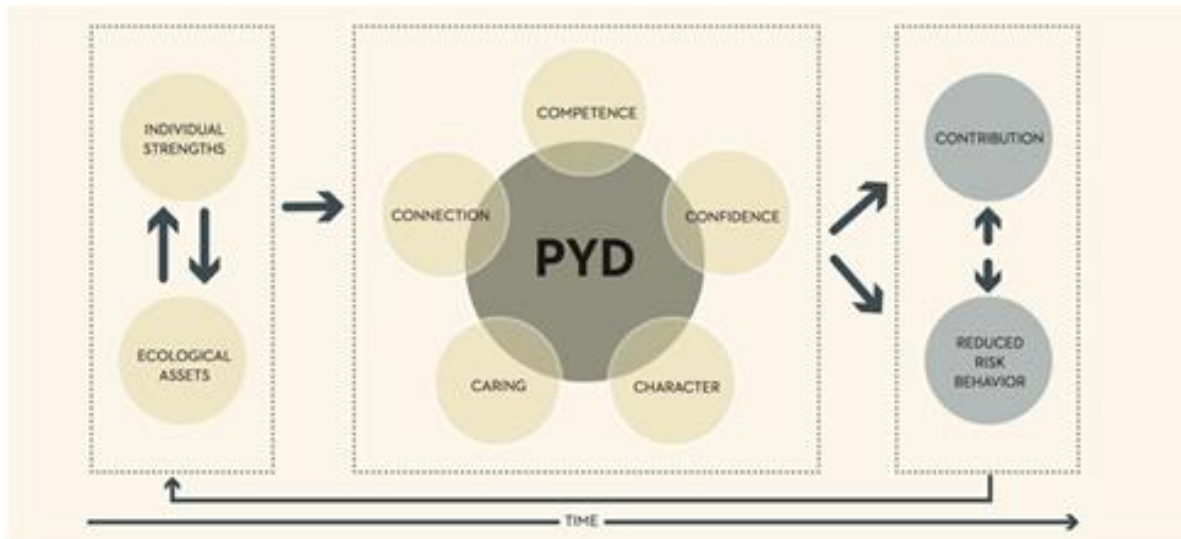 INDIVIDUAL
STRENGTHS
ECOLOGICAL
ASSETS
COMPETENCE
CONNECTION
CONFIDENCE
PYD
CARING
CHARACTER
CONTRIBUTION
REDUCED
RISK
BEHAVIOR
TIME